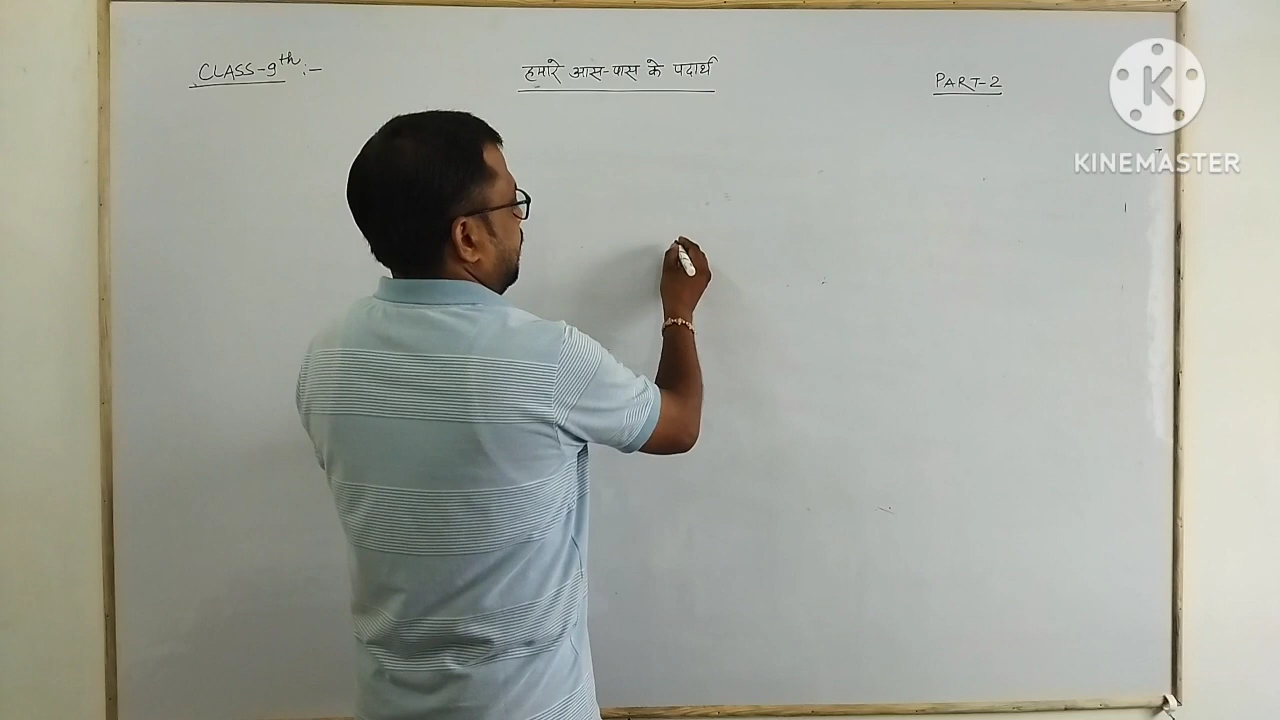 CLASS-9th:-
हमारे आस-पास के पदार्थ
PART-2
K
KINEMASTER